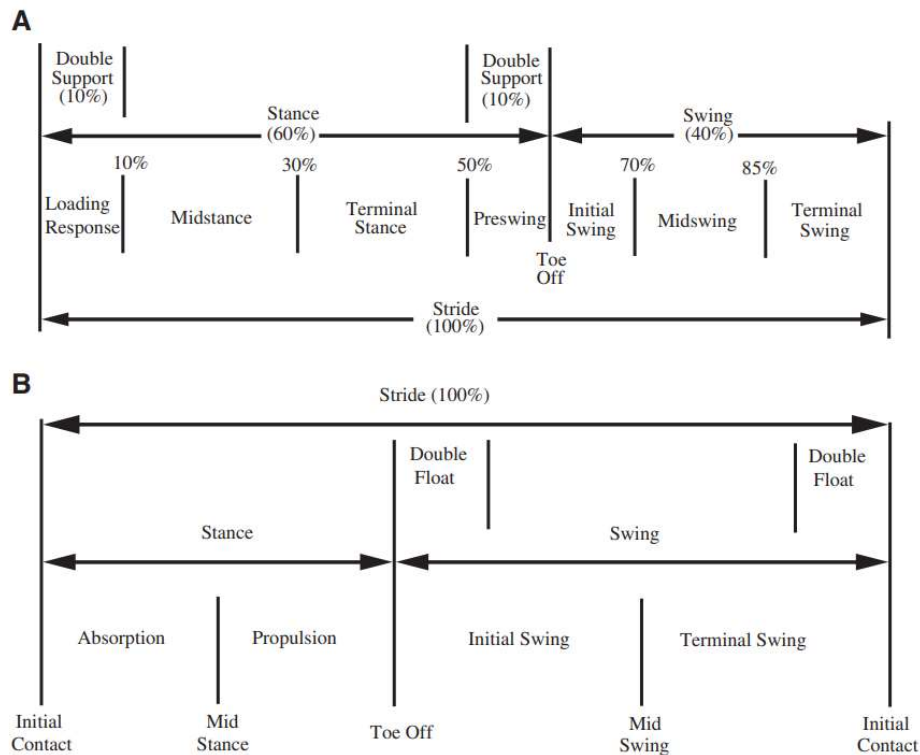 A
Double
Support
(10%)
Double
Support
(10%)
Stance
(60%)
Swing
(40%)
10%
30%
50%
70%
85%
Loading
Response
Midstance
Terminal
Stance
Preswing
Initial
Swing
Midswing
Terminal
Swing
Toe
Off
Stride
(100%)
B
Stride (100%)
Double
Float
Double
Float
Stance
Swing
Absorption
Propulsion
Initial Swing
Terminal Swing
Initial
Contact
Mid
Stance
Toe Off
Mid
Swing
Initial
Contact